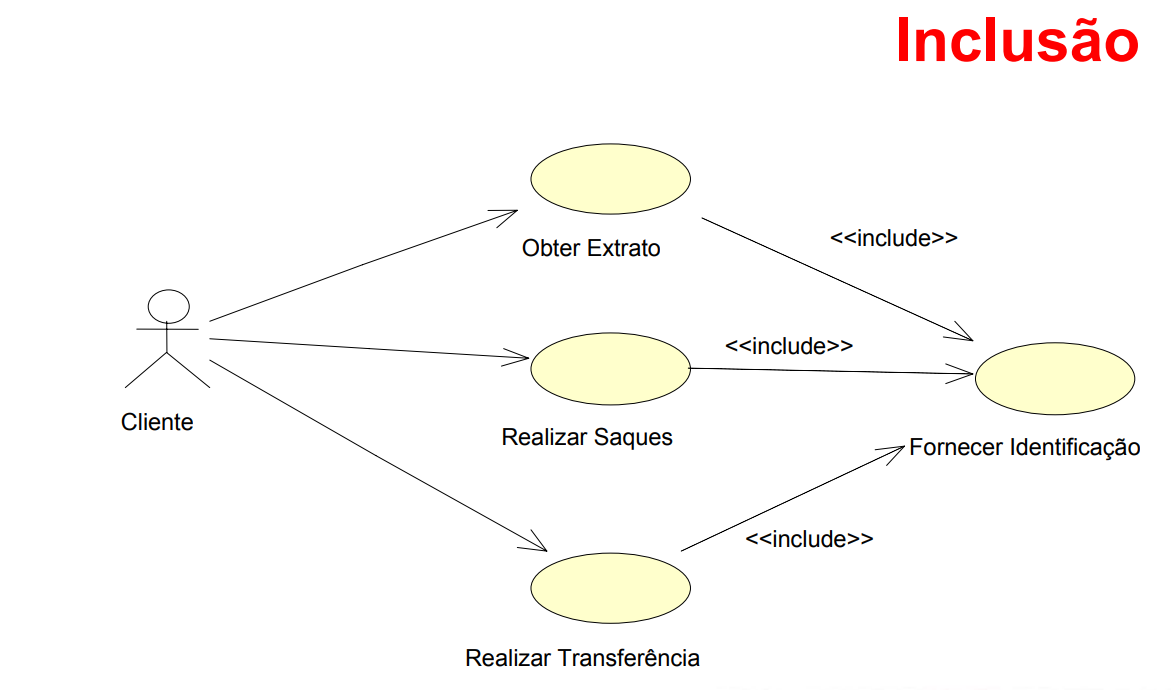 Inclusão
Obter Extrato
<<include>>
<<include>>
Cliente
Realizar Saques
Fornecer Identificação
<<include>>
Realizar Transferência